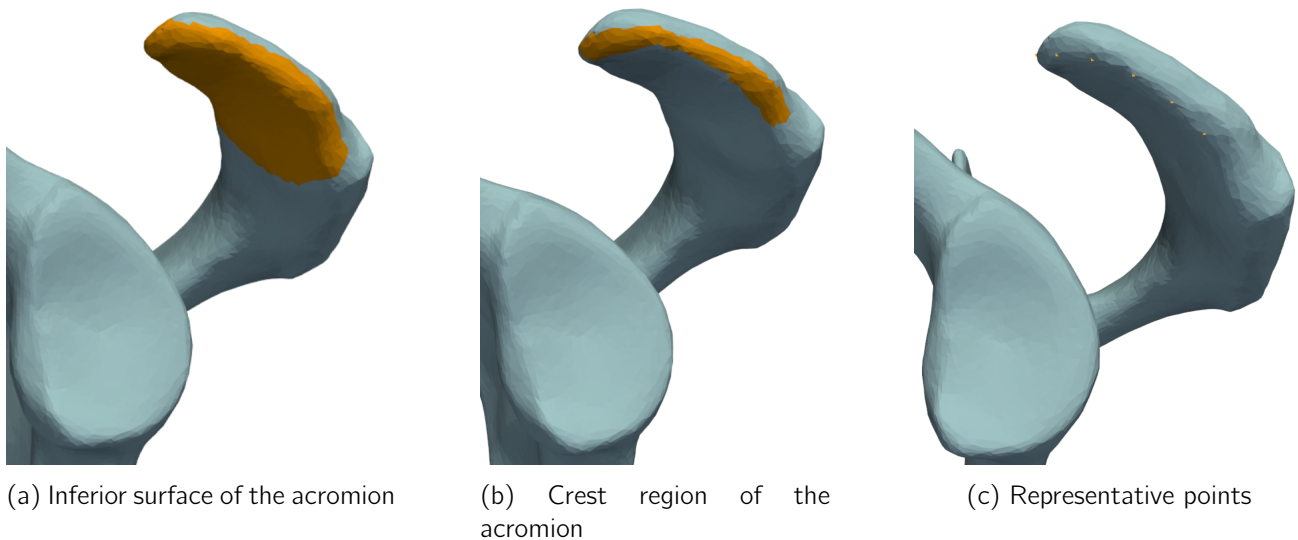 (a) Inferior surface of the acromion
(b) Crest region of the
acromion
(c) Representative points